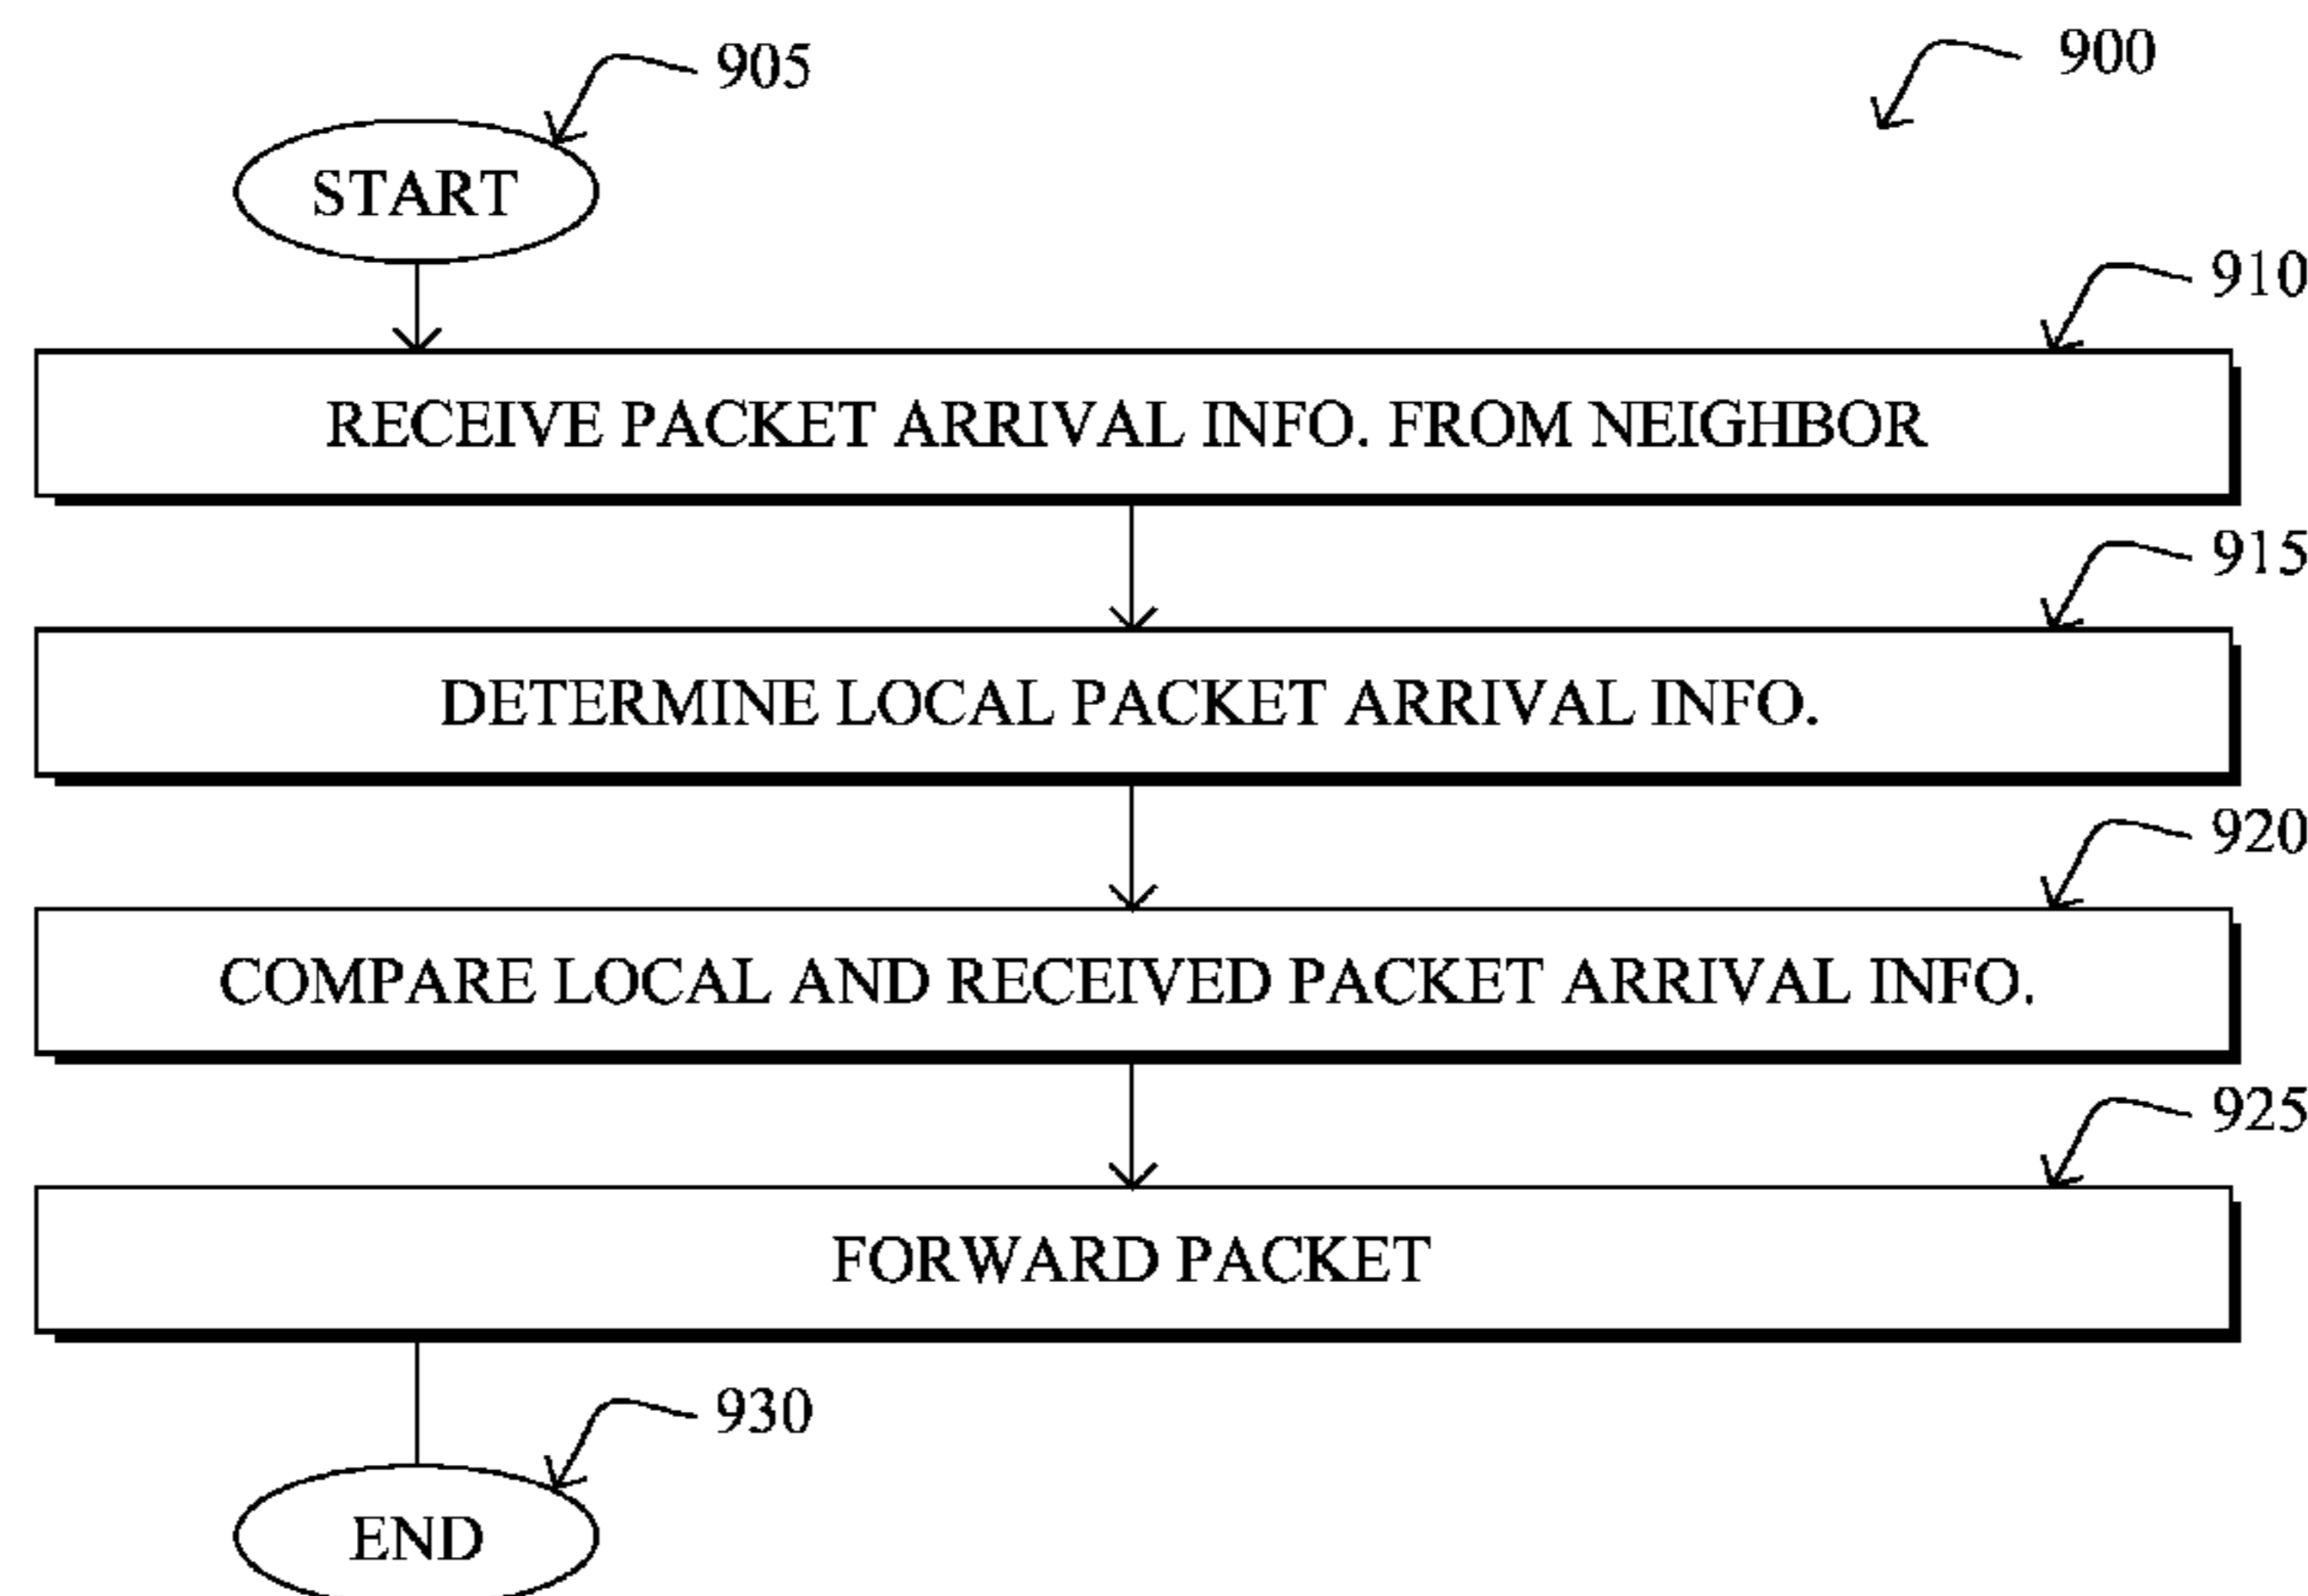 905
900
START
910
RECEIVE PACKET ARRIVAL INFO. FROM NEIGHBOR
915
DETERMINE LOCAL PACKET ARRIVAL INFO.
920
COMPARE LOCAL AND RECEIVED PACKET ARRIVAL INFO.
925
FORWARD PACKET
930
END